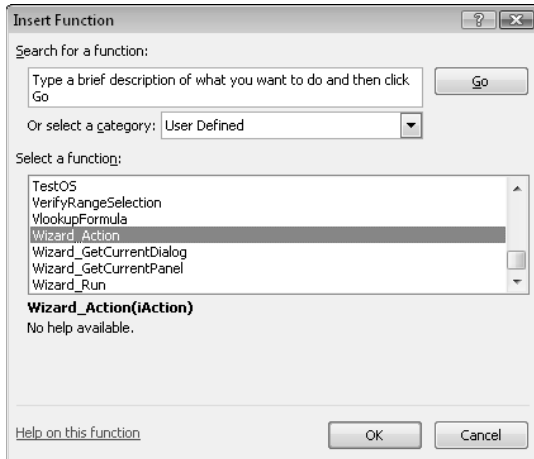 Insert Function
Search for a function:
Type a brief description of what you want to do and then click
Go
Go
Or select a category: User Defined
Select a function:
TestOS
VerifyRangeSelection
VlookupFormula
Wizard_Action
Wizard_GetCurrentDialog
Wizard_GetCurrentPanel
Wizard_Run
Wizard_Action(iAction)
No help available.
Help on this function
OK
Cancel